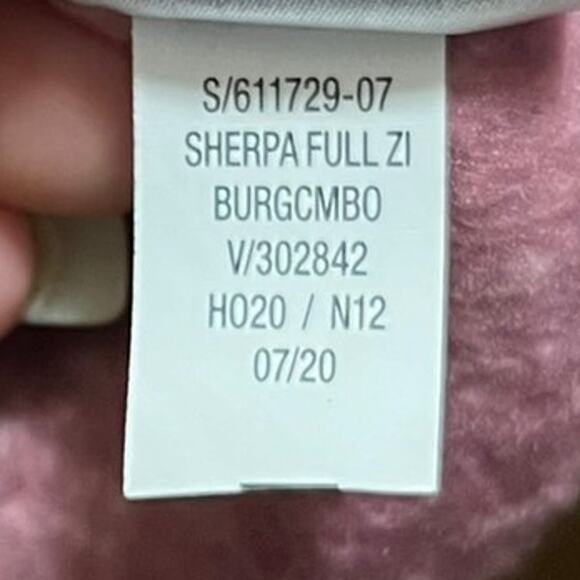 S/611729-07
SHERPA FULL ZI
BURGCMBO
V/302842
HO20 / N12
07/20